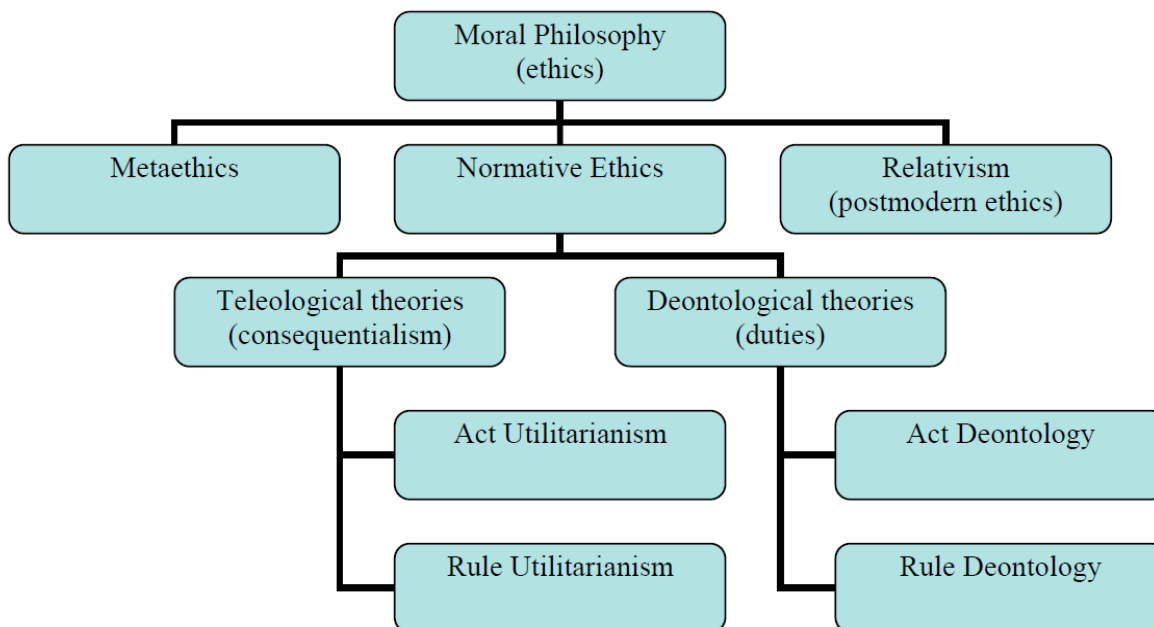 Moral Philosophy
(ethics)
Metaethics
Normative Ethics
Relativism
(postmodern ethics)
Teleological theories
(consequentialism)
Deontological theories
(duties)
Act Utilitarianism
Act Deontology
Rule Utilitarianism
Rule Deontology